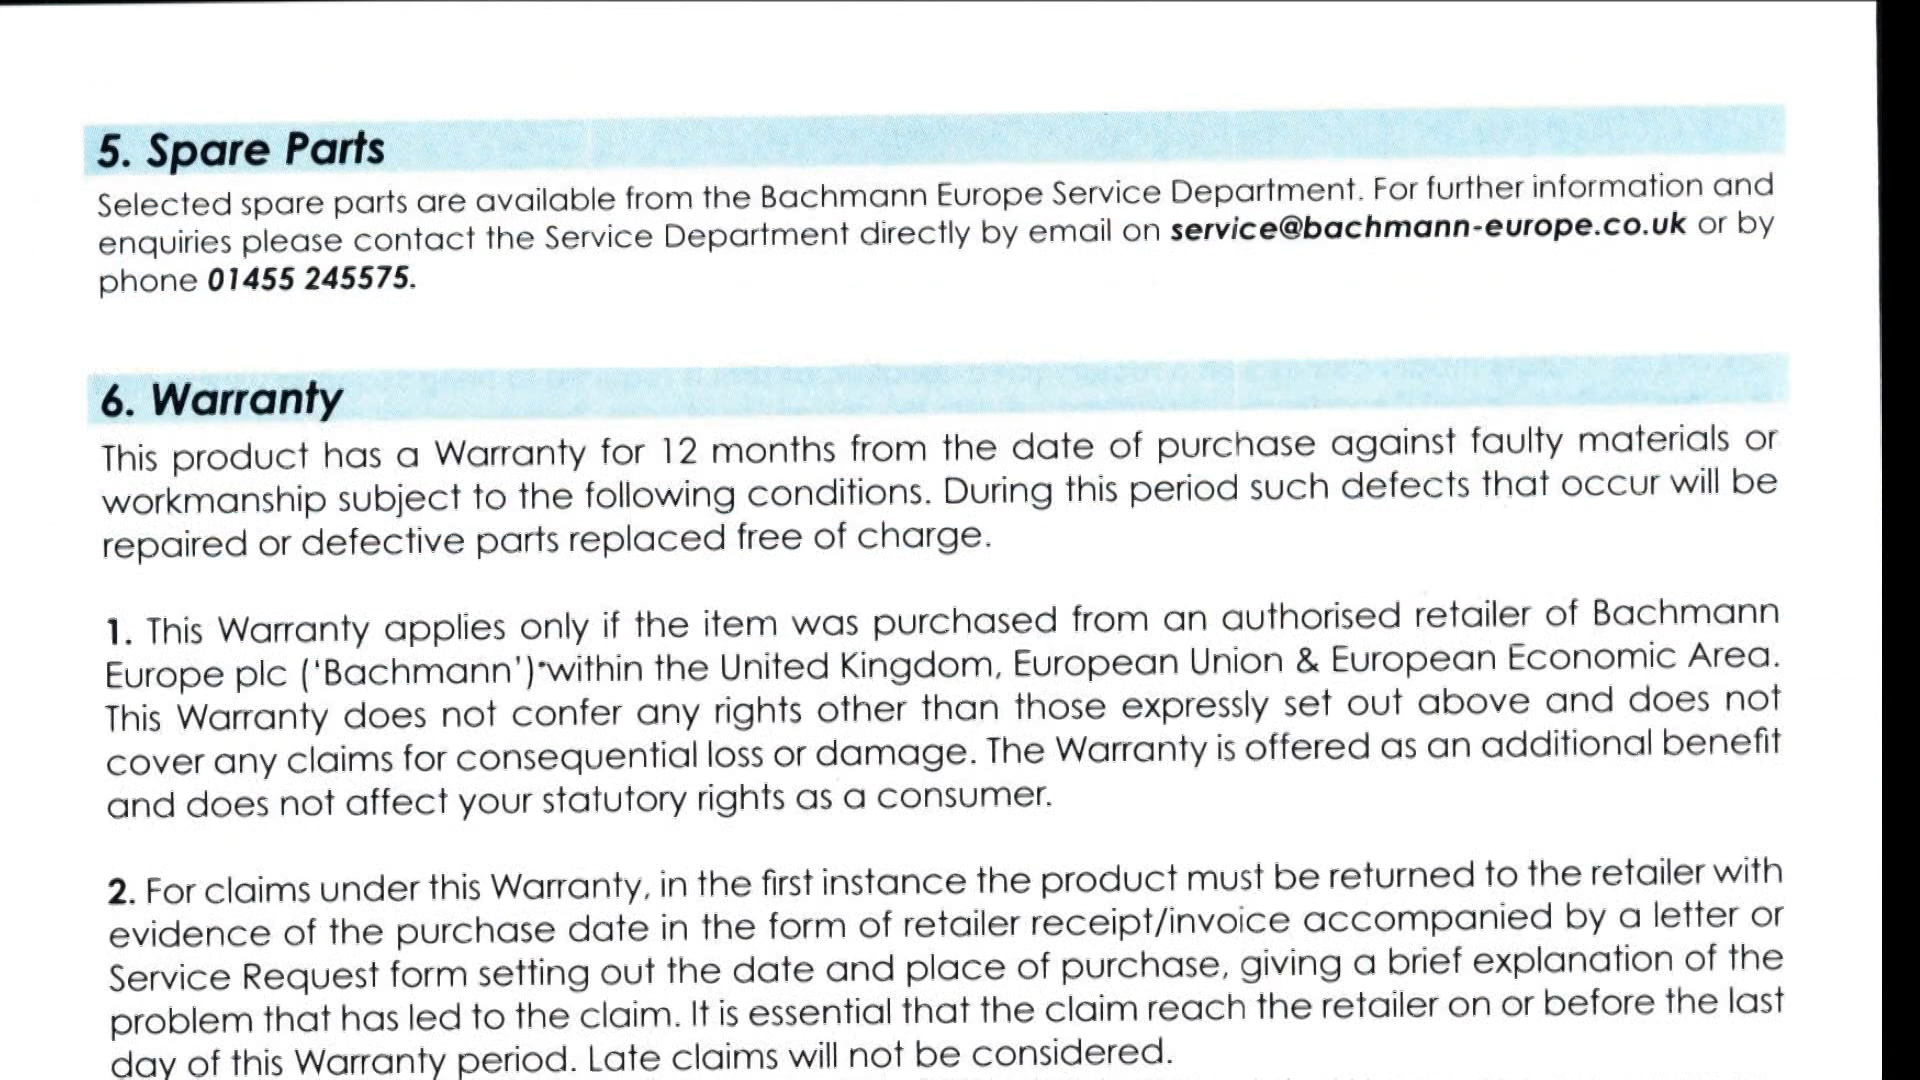 5. Spare Parts
Selected spare parts are available from the Bachmann Europe Service Department. For further information and
enquiries please contact the Service Department directly by email on service@bachmann-europe.co.uk or by
phone 01455 245575.
6. Warranty
This product has a Warranty for 12 months from the date of purchase against faulty materials or
workmanship subject to the following conditions. During this period such defects that occur will be
repaired or defective parts replaced free of charge.
1. This Warranty applies only if the item was purchased from an authorised retailer of Bachmann
Europe plc ('Bachmann') within the United Kingdom, European Union & European Economic Area.
This Warranty does not confer any rights other than those expressly set out above and does not
cover any claims for consequential loss or damage. The Warranty is offered as an additional benefit
and does not affect your statutory rights as a consumer.
2. For claims under this Warranty, in the first instance the product must be returned to the retailer with
evidence of the purchase date in the form of retailer receipt/invoice accompanied by a letter or
Service Request form setting out the date and place of purchase, giving a brief explanation of the
problem that has led to the claim. It is essential that the claim reach the retailer on or before the last
day of this Warranty period. Late claims will not be considered.